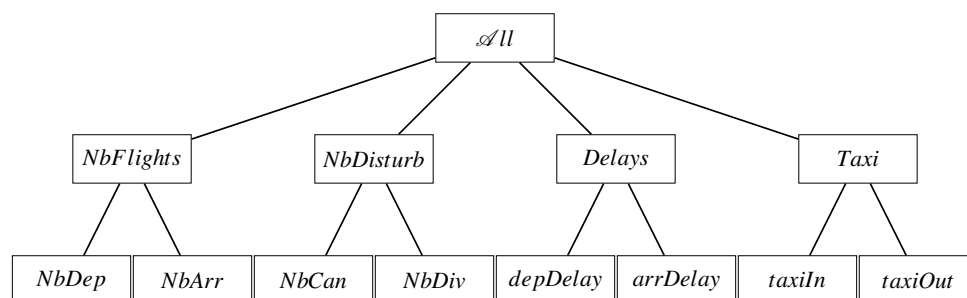 𝒜ll
NbFlights NbDisturb Delays Taxi
NbDep NbArr NbCan NbDiv depDelay arrDelay taxiIn taxiOut